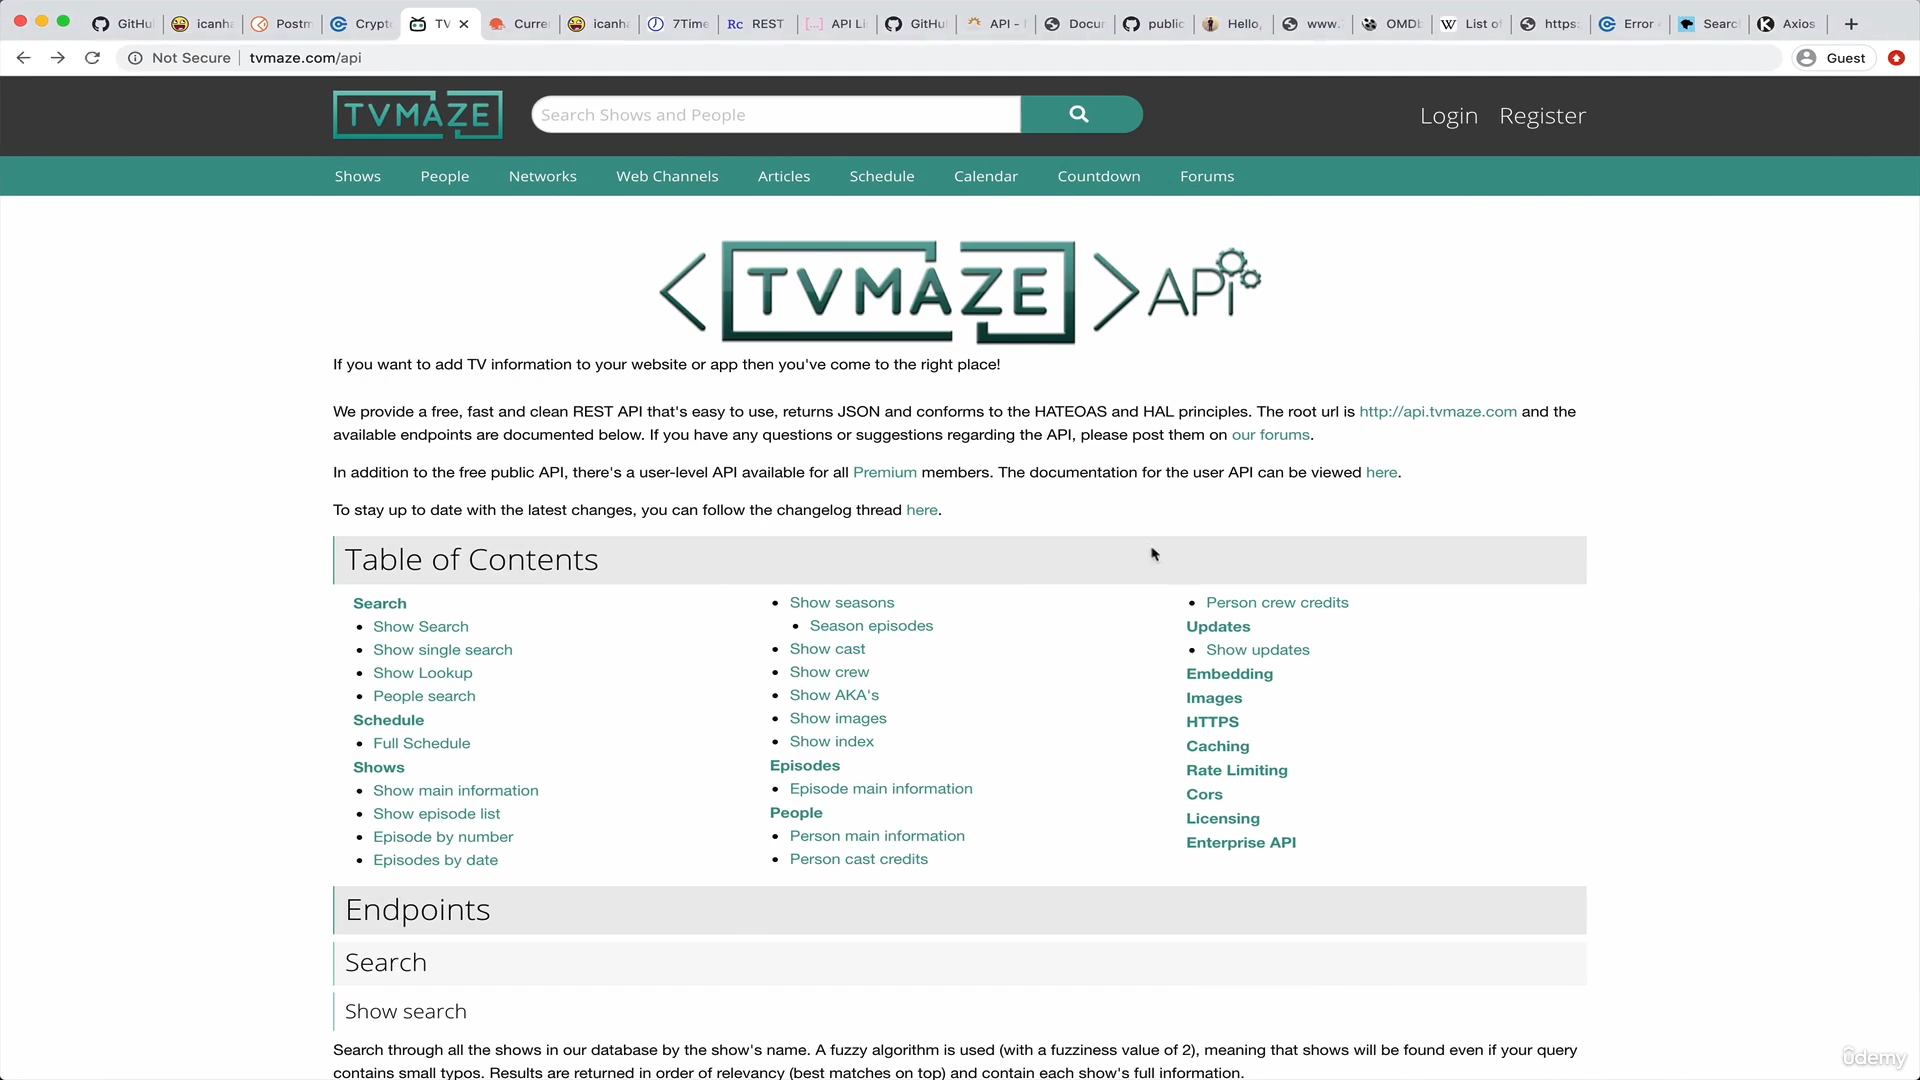 GitHu icanha Postm Crypt TV Curre icanha 7Time REST API Li GitHu API - Docur public Hello, www. OMDb List of https: Error Searc Axios
Not Secure tvmaze.com/api Guest
TVMAZE Search Shows and People Login Register
Shows People Networks Web Channels Articles Schedule Calendar Countdown Forums
<TVMAZE> API
If you want to add TV information to your website or app then you've come to the right place!
We provide a free, fast and clean REST API that's easy to use, returns JSON and conforms to the HATEOAS and HAL principles. The root url is http://api.tvmaze.com and the
available endpoints are documented below. If you have any questions or suggestions regarding the API, please post them on our forums.
In addition to the free public API, there's a user-level API available for all Premium members. The documentation for the user API can be viewed here.
To stay up to date with the latest changes, you can follow the changelog thread here.
Table of Contents
Search
Show Search
Show single search
Show Lookup
People search
Schedule
Full Schedule
Shows
Show main information
Show episode list
Episode by number
Episodes by date
Show seasons
Season episodes
Show cast
Show crew
Show AKA's
Show images
Show index
Episodes
Episode main information
People
Person main information
Person cast credits
Person crew credits
Updates
Show updates
Embedding
Images
HTTPS
Caching
Rate Limiting
Cors
Licensing
Enterprise API
Endpoints
Search
Show search
Search through all the shows in our database by the show's name. A fuzzy algorithm is used (with a fuzziness value of 2), meaning that shows will be found even if your query
contains small typos. Results are returned in order of relevancy (best matches on top) and contain each show's full information.
ûdemy